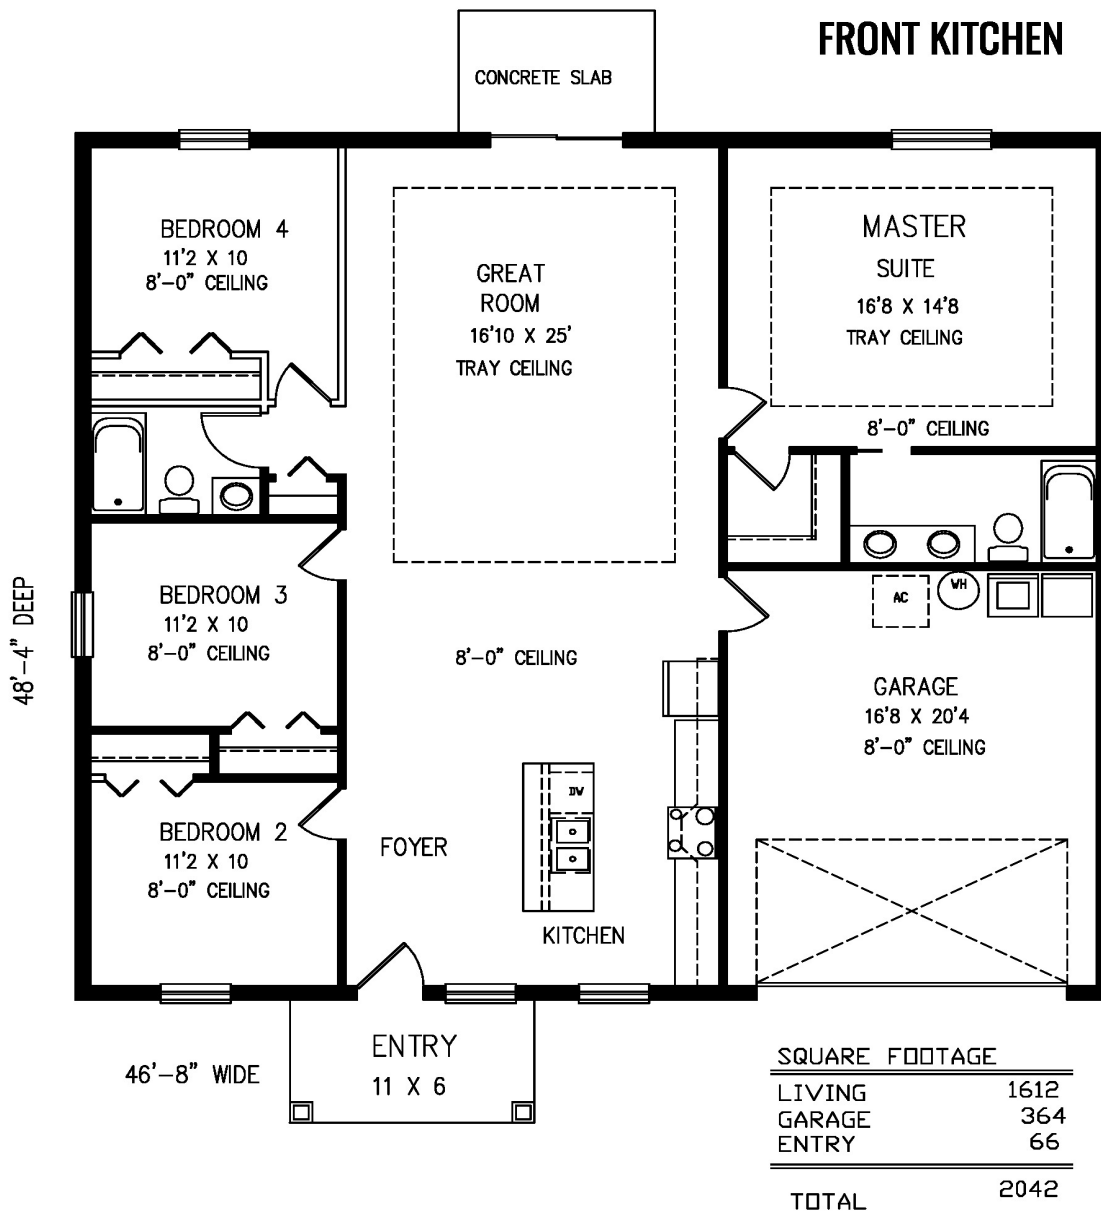 FRONT KITCHEN
CONCRETE SLAB
BEDROOM 4
11'2 X 10
8'-0" CEILING
GREAT
ROOM
16'10 X 25'
TRAY CEILING
MASTER
SUITE
16'8 X 14'8
TRAY CEILING
8'-0" CEILING
48'-4" DEEP
BEDROOM 3
11'2 X 10
8'-0" CEILING
8'-0" CEILING
AC
WH
GARAGE
16'8 X 20'4
8'-0" CEILING
DW
BEDROOM 2
11'2 X 10
8'-0" CEILING
FOYER
KITCHEN
ENTRY
11 X 6
46'-8" WIDE
SQUARE FOOTAGE
LIVING 1612
GARAGE 364
ENTRY 66
TOTAL 2042